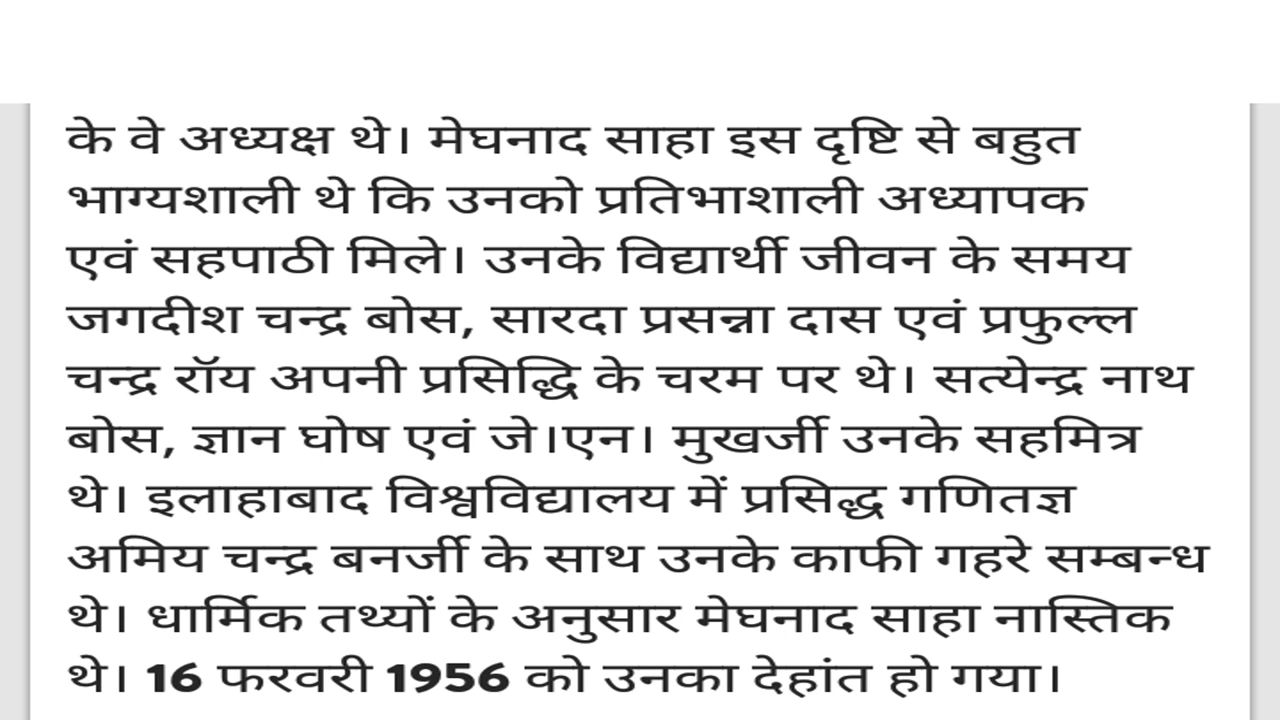 के वे अध्यक्ष थे। मेघनाद साहा इस दृष्टि से बहुत
भाग्यशाली थे कि उनको प्रतिभाशाली अध्यापक
एवं सहपाठी मिले। उनके विद्यार्थी जीवन के समय
जगदीश चन्द्र बोस, सारदा प्रसन्ना दास एवं प्रफुल्ल
चन्द्र रॉय अपनी प्रसिद्धि के चरम पर थे। सत्येन्द्र नाथ
बोस, ज्ञान घोष एवं जे।एन। मुखर्जी उनके सहमित्र
थे। इलाहाबाद विश्वविद्यालय में प्रसिद्ध गणितज्ञ
अमिय चन्द्र बनर्जी के साथ उनके काफी गहरे सम्बन्ध
थे। धार्मिक तथ्यों के अनुसार मेघनाद साहा नास्तिक
थे। 16 फरवरी 1956 को उनका देहांत हो गया।